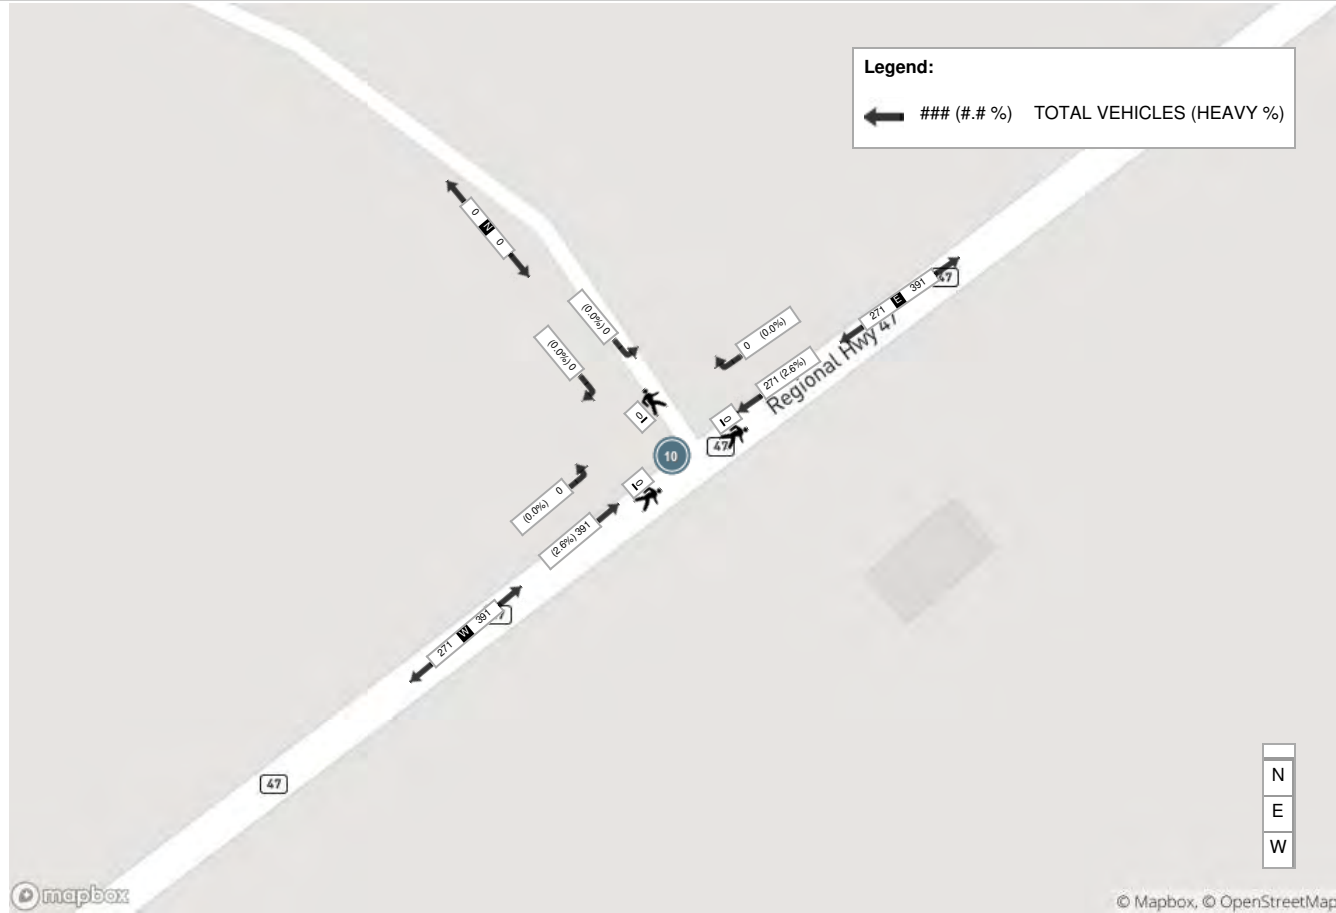 Legend:
### (#.# %) TOTAL VEHICLES (HEAVY %)
0 N 0
(0.0%) 0
(0.0%) 0
0 (0.0%)
271 (2.6%)
271 E 391
47
Regional Hwy 47
0
0
47
10
0
(0.0%) 0
(2.6%) 391
271 W 391
7
47
N
E
W
mapbox
© Mapbox, © OpenStreetMap